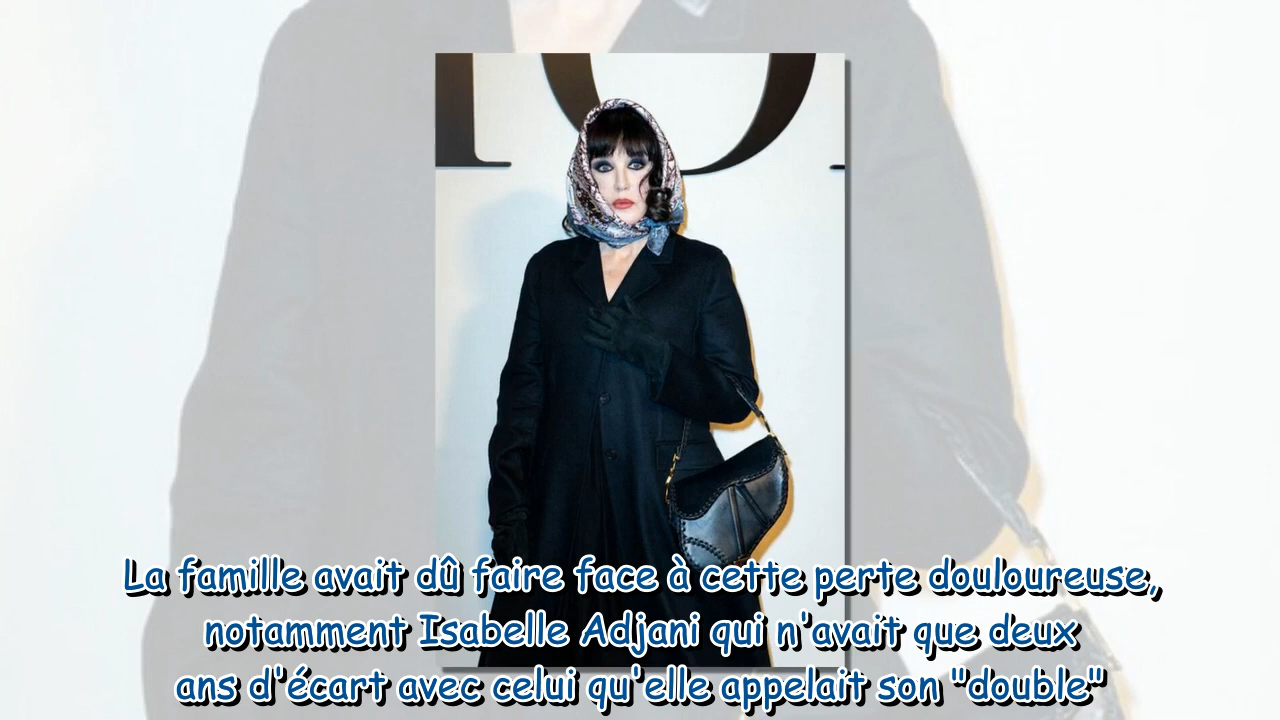 IO
La famille avait dû faire face à cette perte douloureuse,
notamment Isabelle Adjani qui n'avait que deux
ans d'écart avec celui qu'elle appelait son "double"